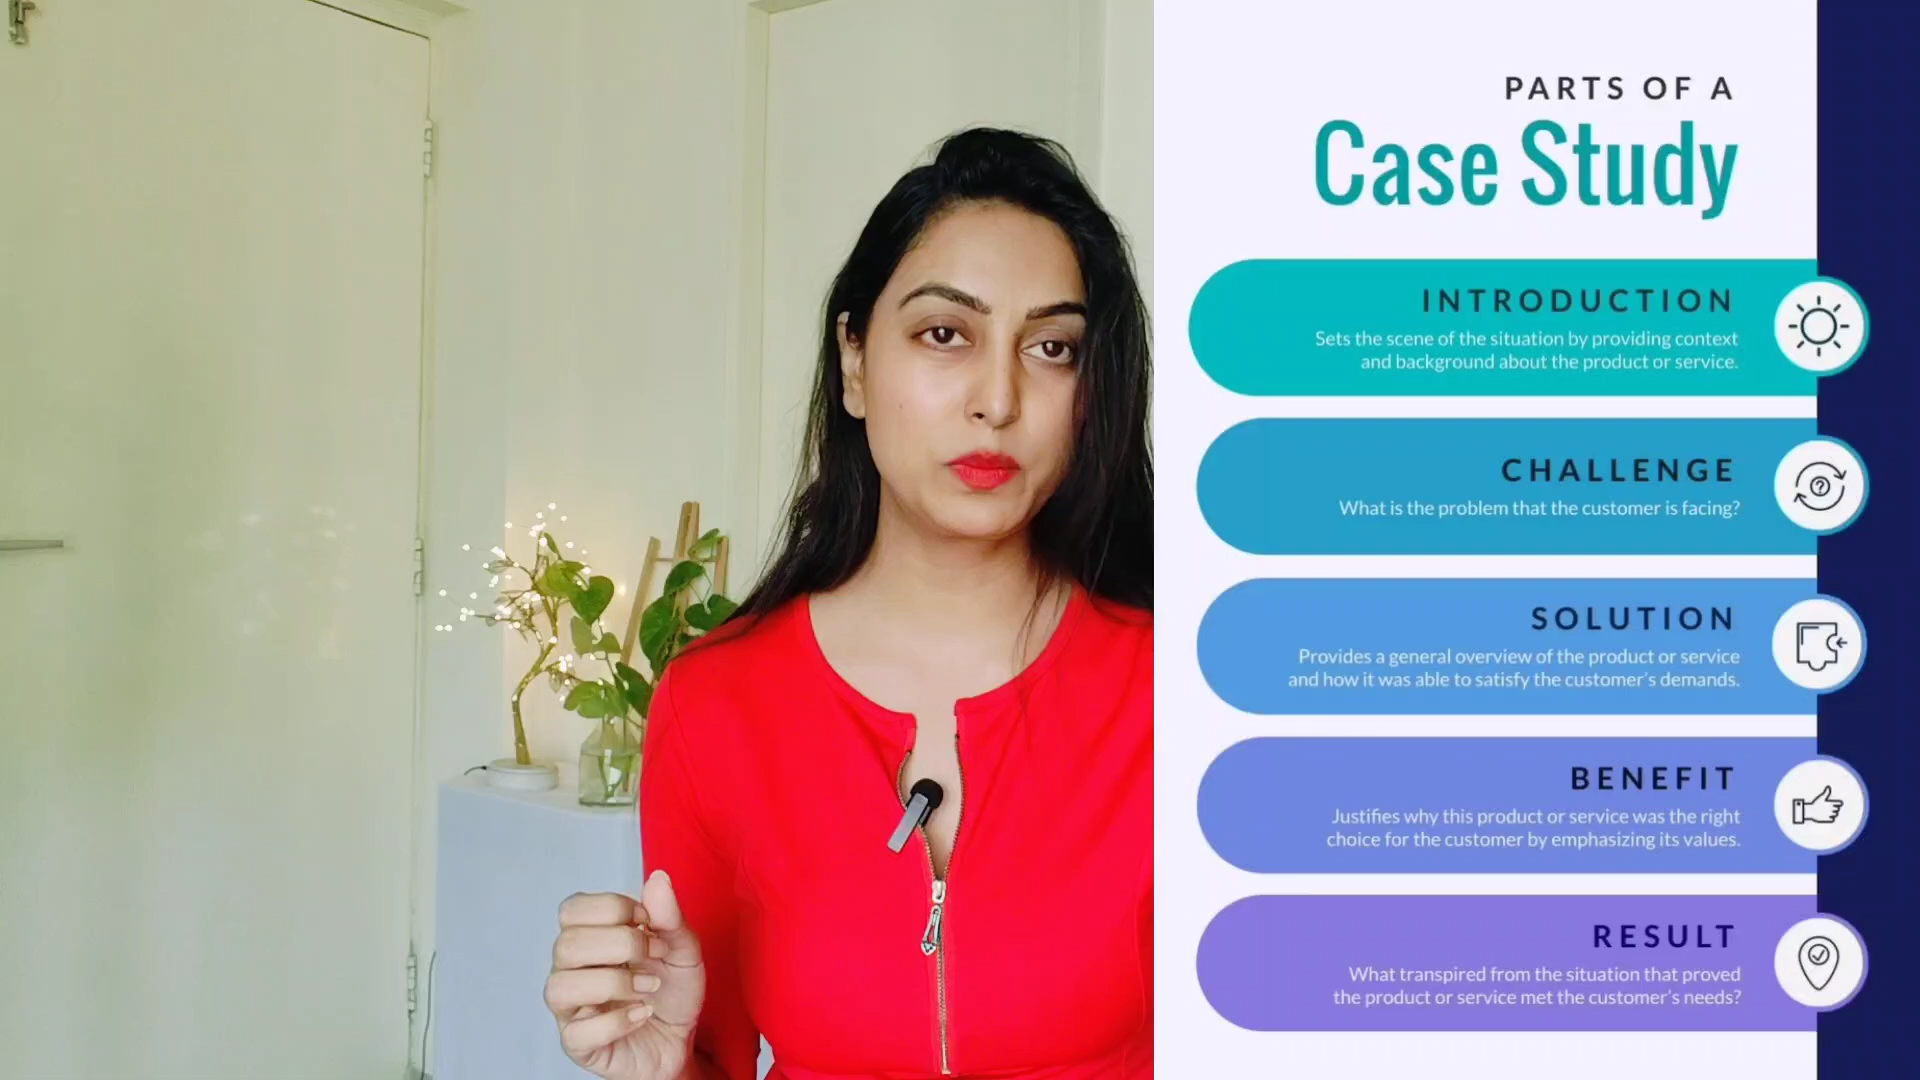 PARTS OF A
Case Study
INTRODUCTION
Sets the scene of the situation by providing context
and background about the product or service.
CHALLENGE
What is the problem that the customer is facing?
SOLUTION
Provides a general overview of the product or service
and how it was able to satisfy the customer's demands.
BENEFIT
Justifies why this product or service was the right
choice for the customer by emphasizing its values.
RESULT
What transpired from the situation that proved
the product or service met the customer's needs?